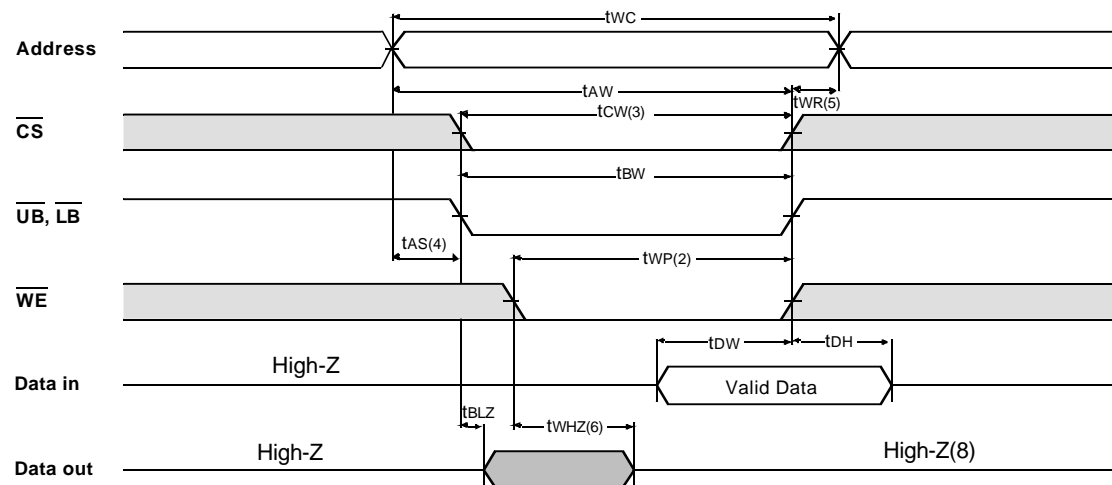 tWC
Address
tAW
tWR(5)
tCW(3)
CS
tBW
UB, LB
tAS(4)
tWP(2)
WE
tDW
tDH
High-Z
Data in
Valid Data
tBLZ
tWHZ(6)
High-Z
High-Z(8)
Data out